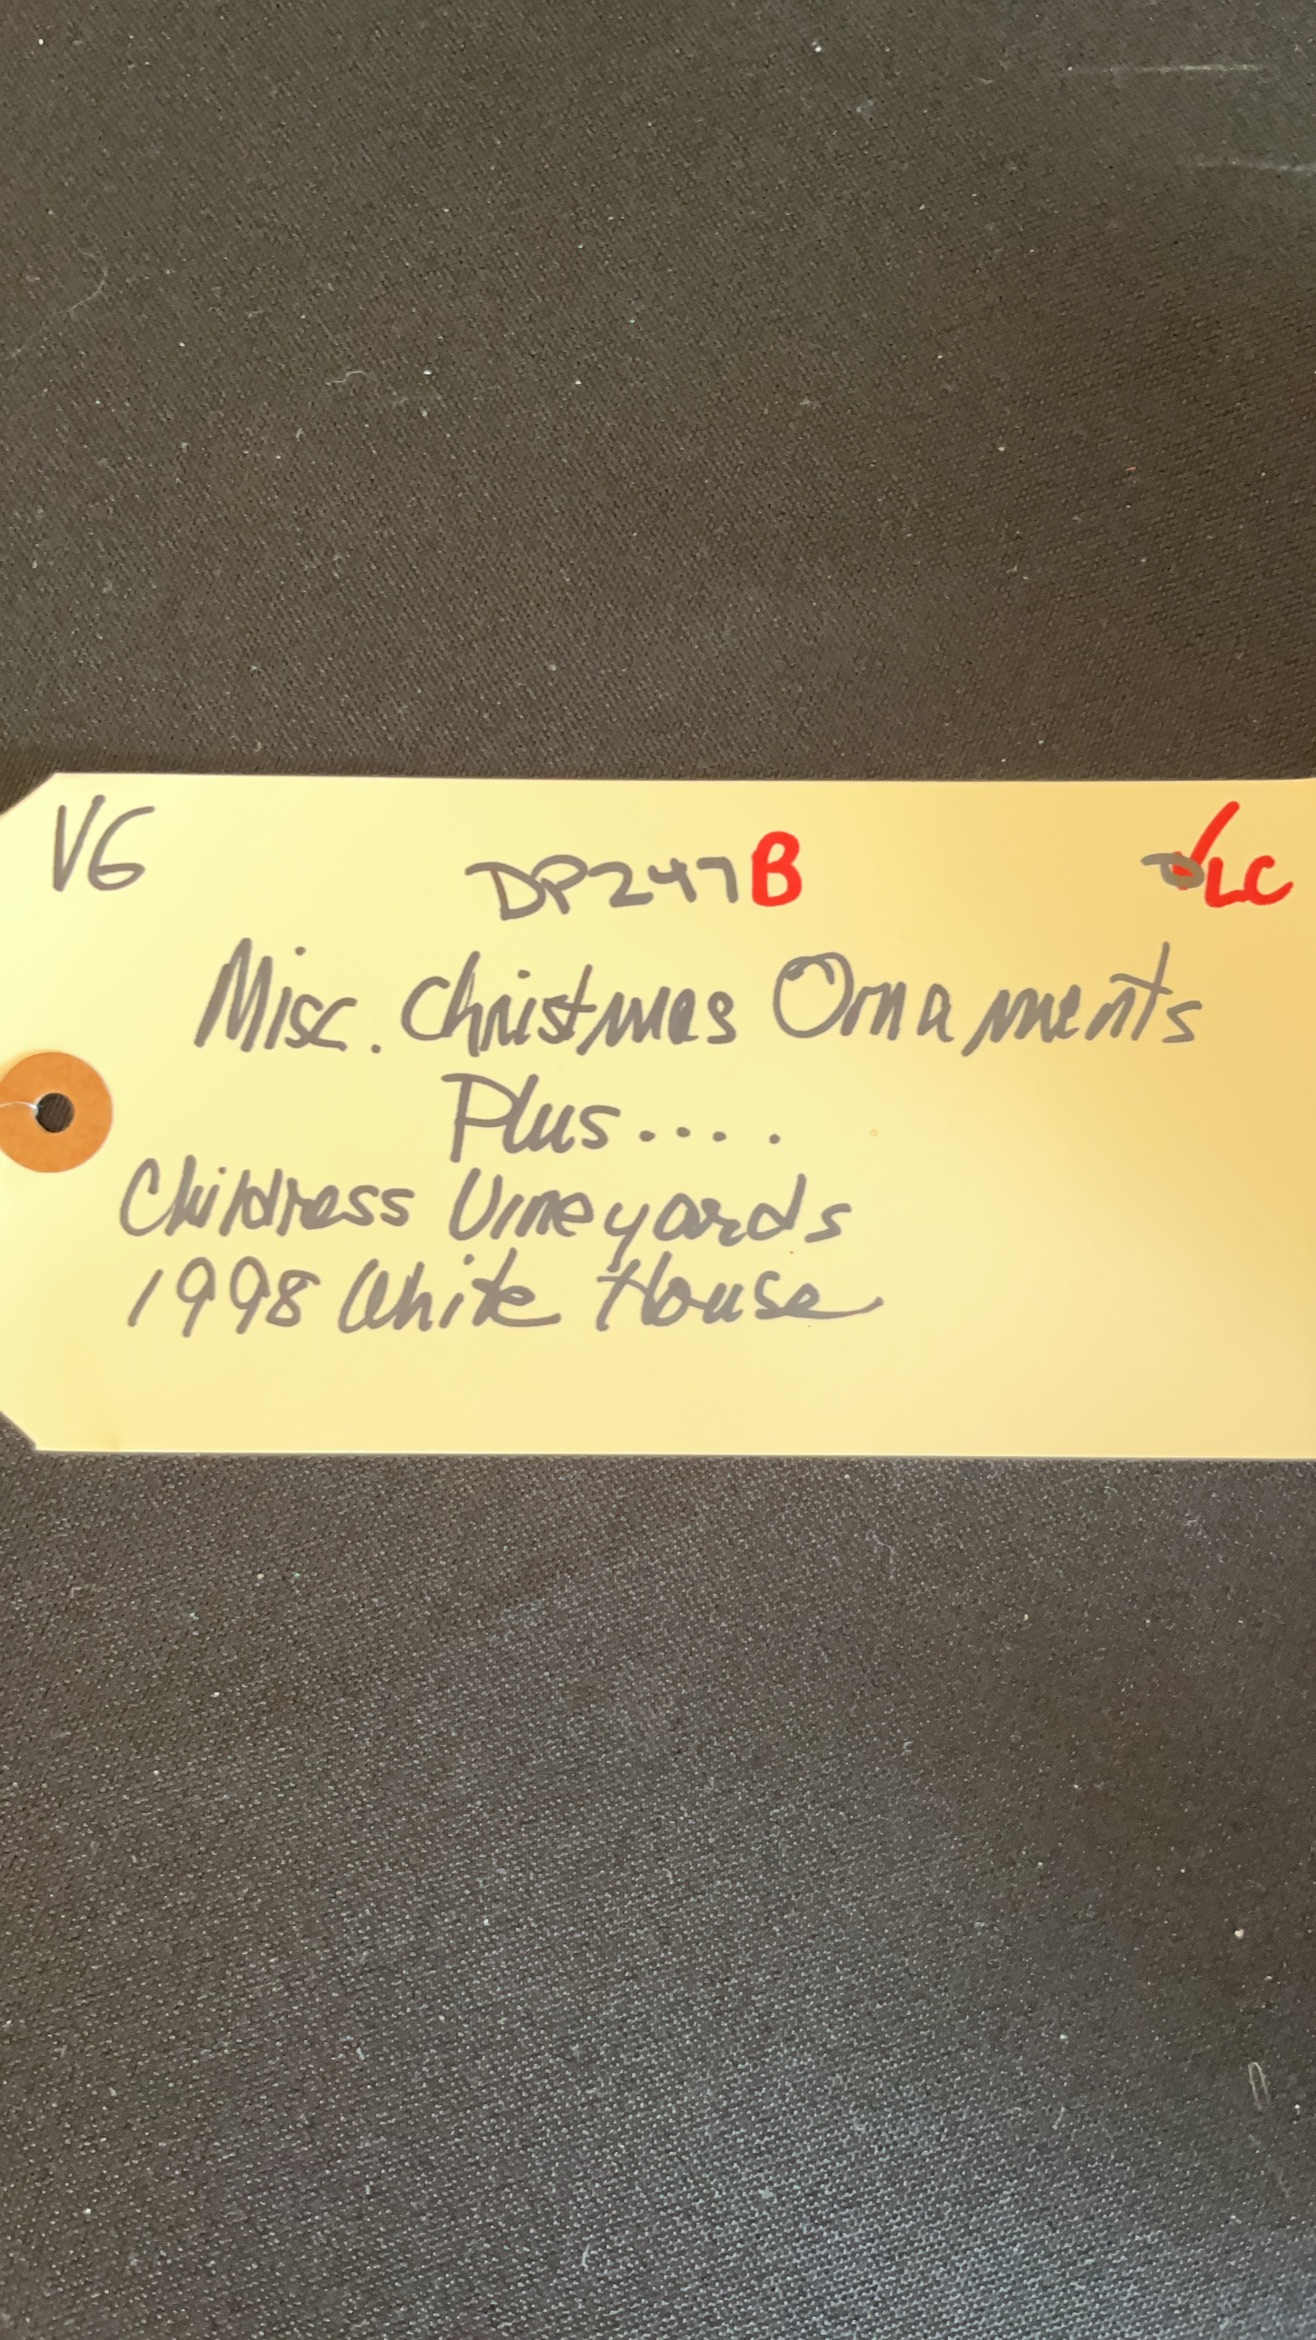 VG DP247B ✓LC
Misc. Christmas Ornaments
Plus....
Childress Vineyards
1998 White House